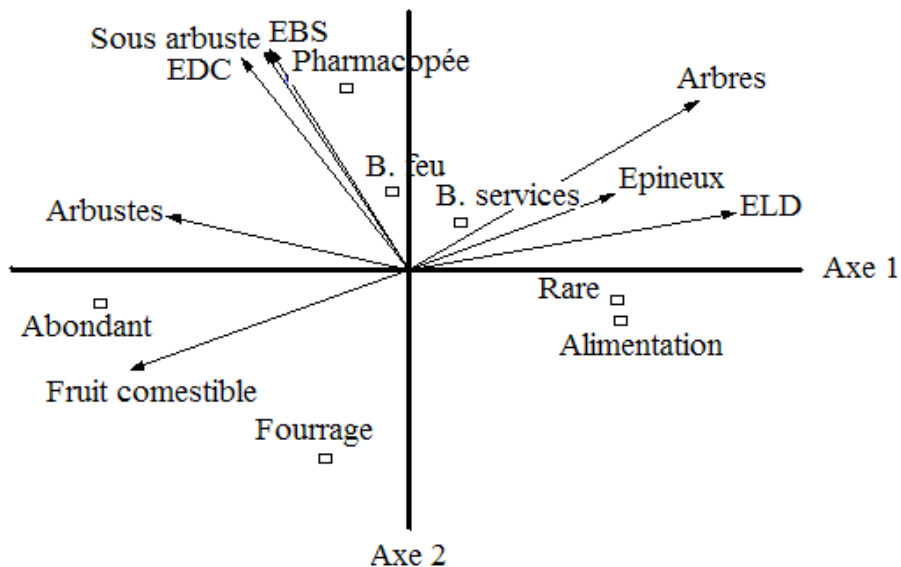 EBS
Sous arbuste
Pharmacopée
EDC
Arbres
B. feu
Epineux
B. services
Arbustes
ELD
Axe 1
Rare
Abondant
Alimentation
Fruit comestible
Fourrage
Axe 2